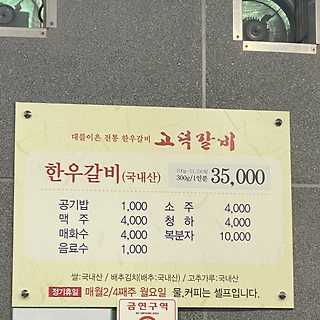 대를이은 전통 한우갈비 고덕갈비
한우갈비(국내산) 300g/1인분 35,000
공기밥 1,000 소 주 4,000
맥 주 4,000 청 하 4,000
매화수 4,000 복분자 10,000
음료수 1,000
쌀:국내산 / 배추김치(배추:국내산) / 고추가루:국내산
정기휴일 매월2/4째주 월요일 물,커피는 셀프입니다.
금연구역